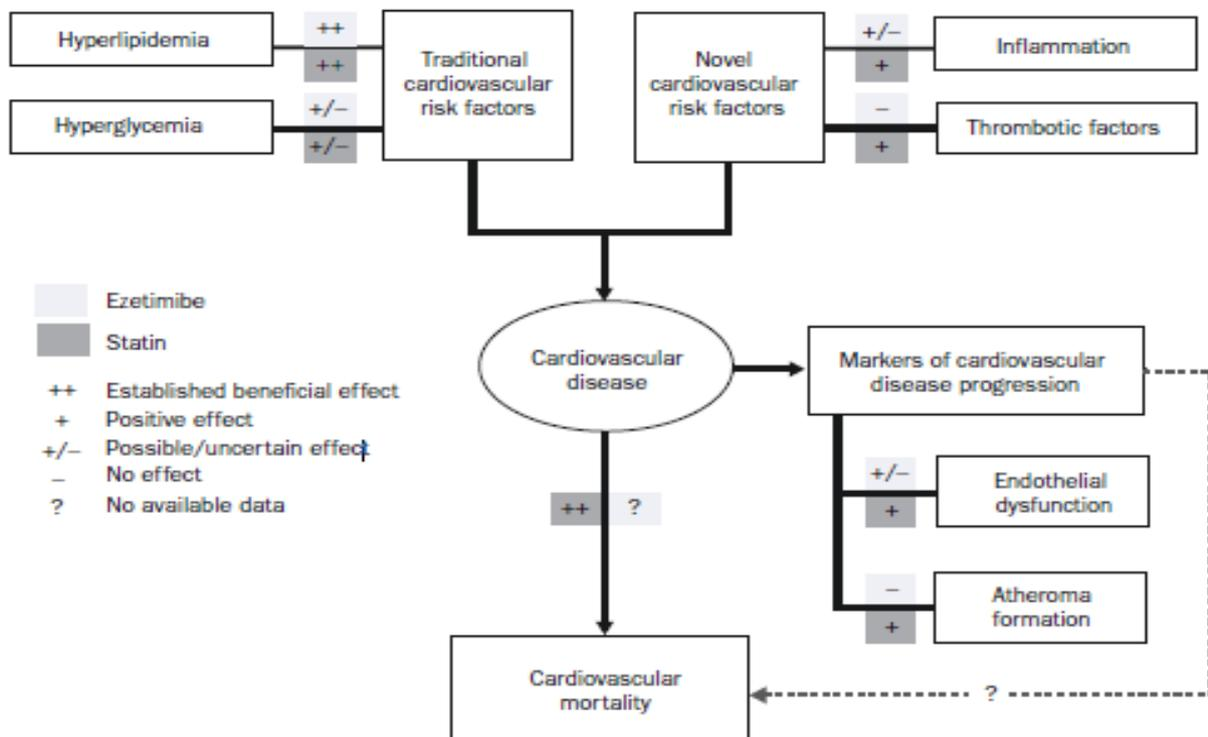 Hyperlipidemia
++
++
Hyperglycemia
+/−
+/−
Traditional
cardiovascular
risk factors
Novel
cardiovascular
risk factors
+/−
+
Inflammation
−
+
Thrombotic factors
Ezetimibe
Statin
++ Established beneficial effect
+ Positive effect
+/− Possible/uncertain effect
− No effect
? No available data
Cardiovascular
disease
Markers of cardiovascular
disease progression
++ ?
+/−
+
Endothelial
dysfunction
−
+
Atheroma
formation
Cardiovascular
mortality
?